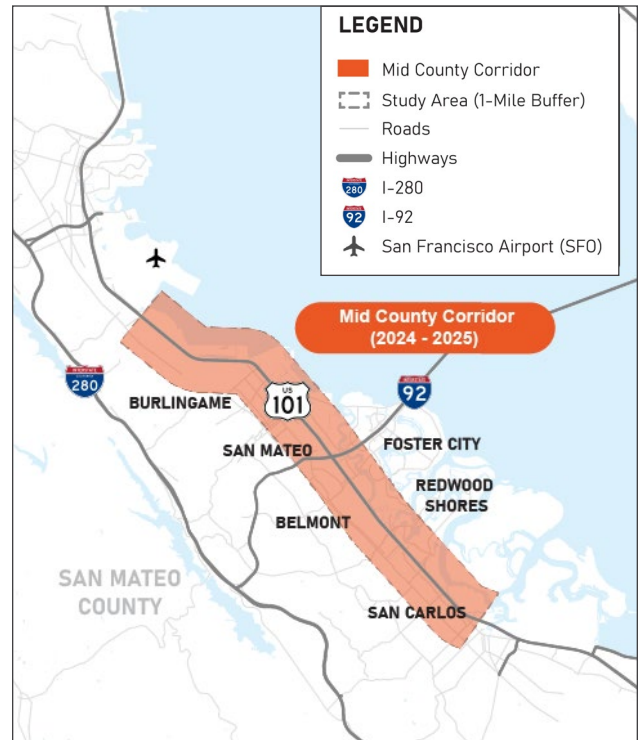 LEGEND
Mid County Corridor
Study Area (1-Mile Buffer)
Roads
Highways
280
I-280
92
I-92
San Francisco Airport (SFO)
Mid County Corridor
(2024 - 2025)
280
BURLINGAME
US
101
92
SAN MATEO
FOSTER CITY
REDWOOD
SHORES
BELMONT
SAN MATEO
COUNTY
SAN CARLOS